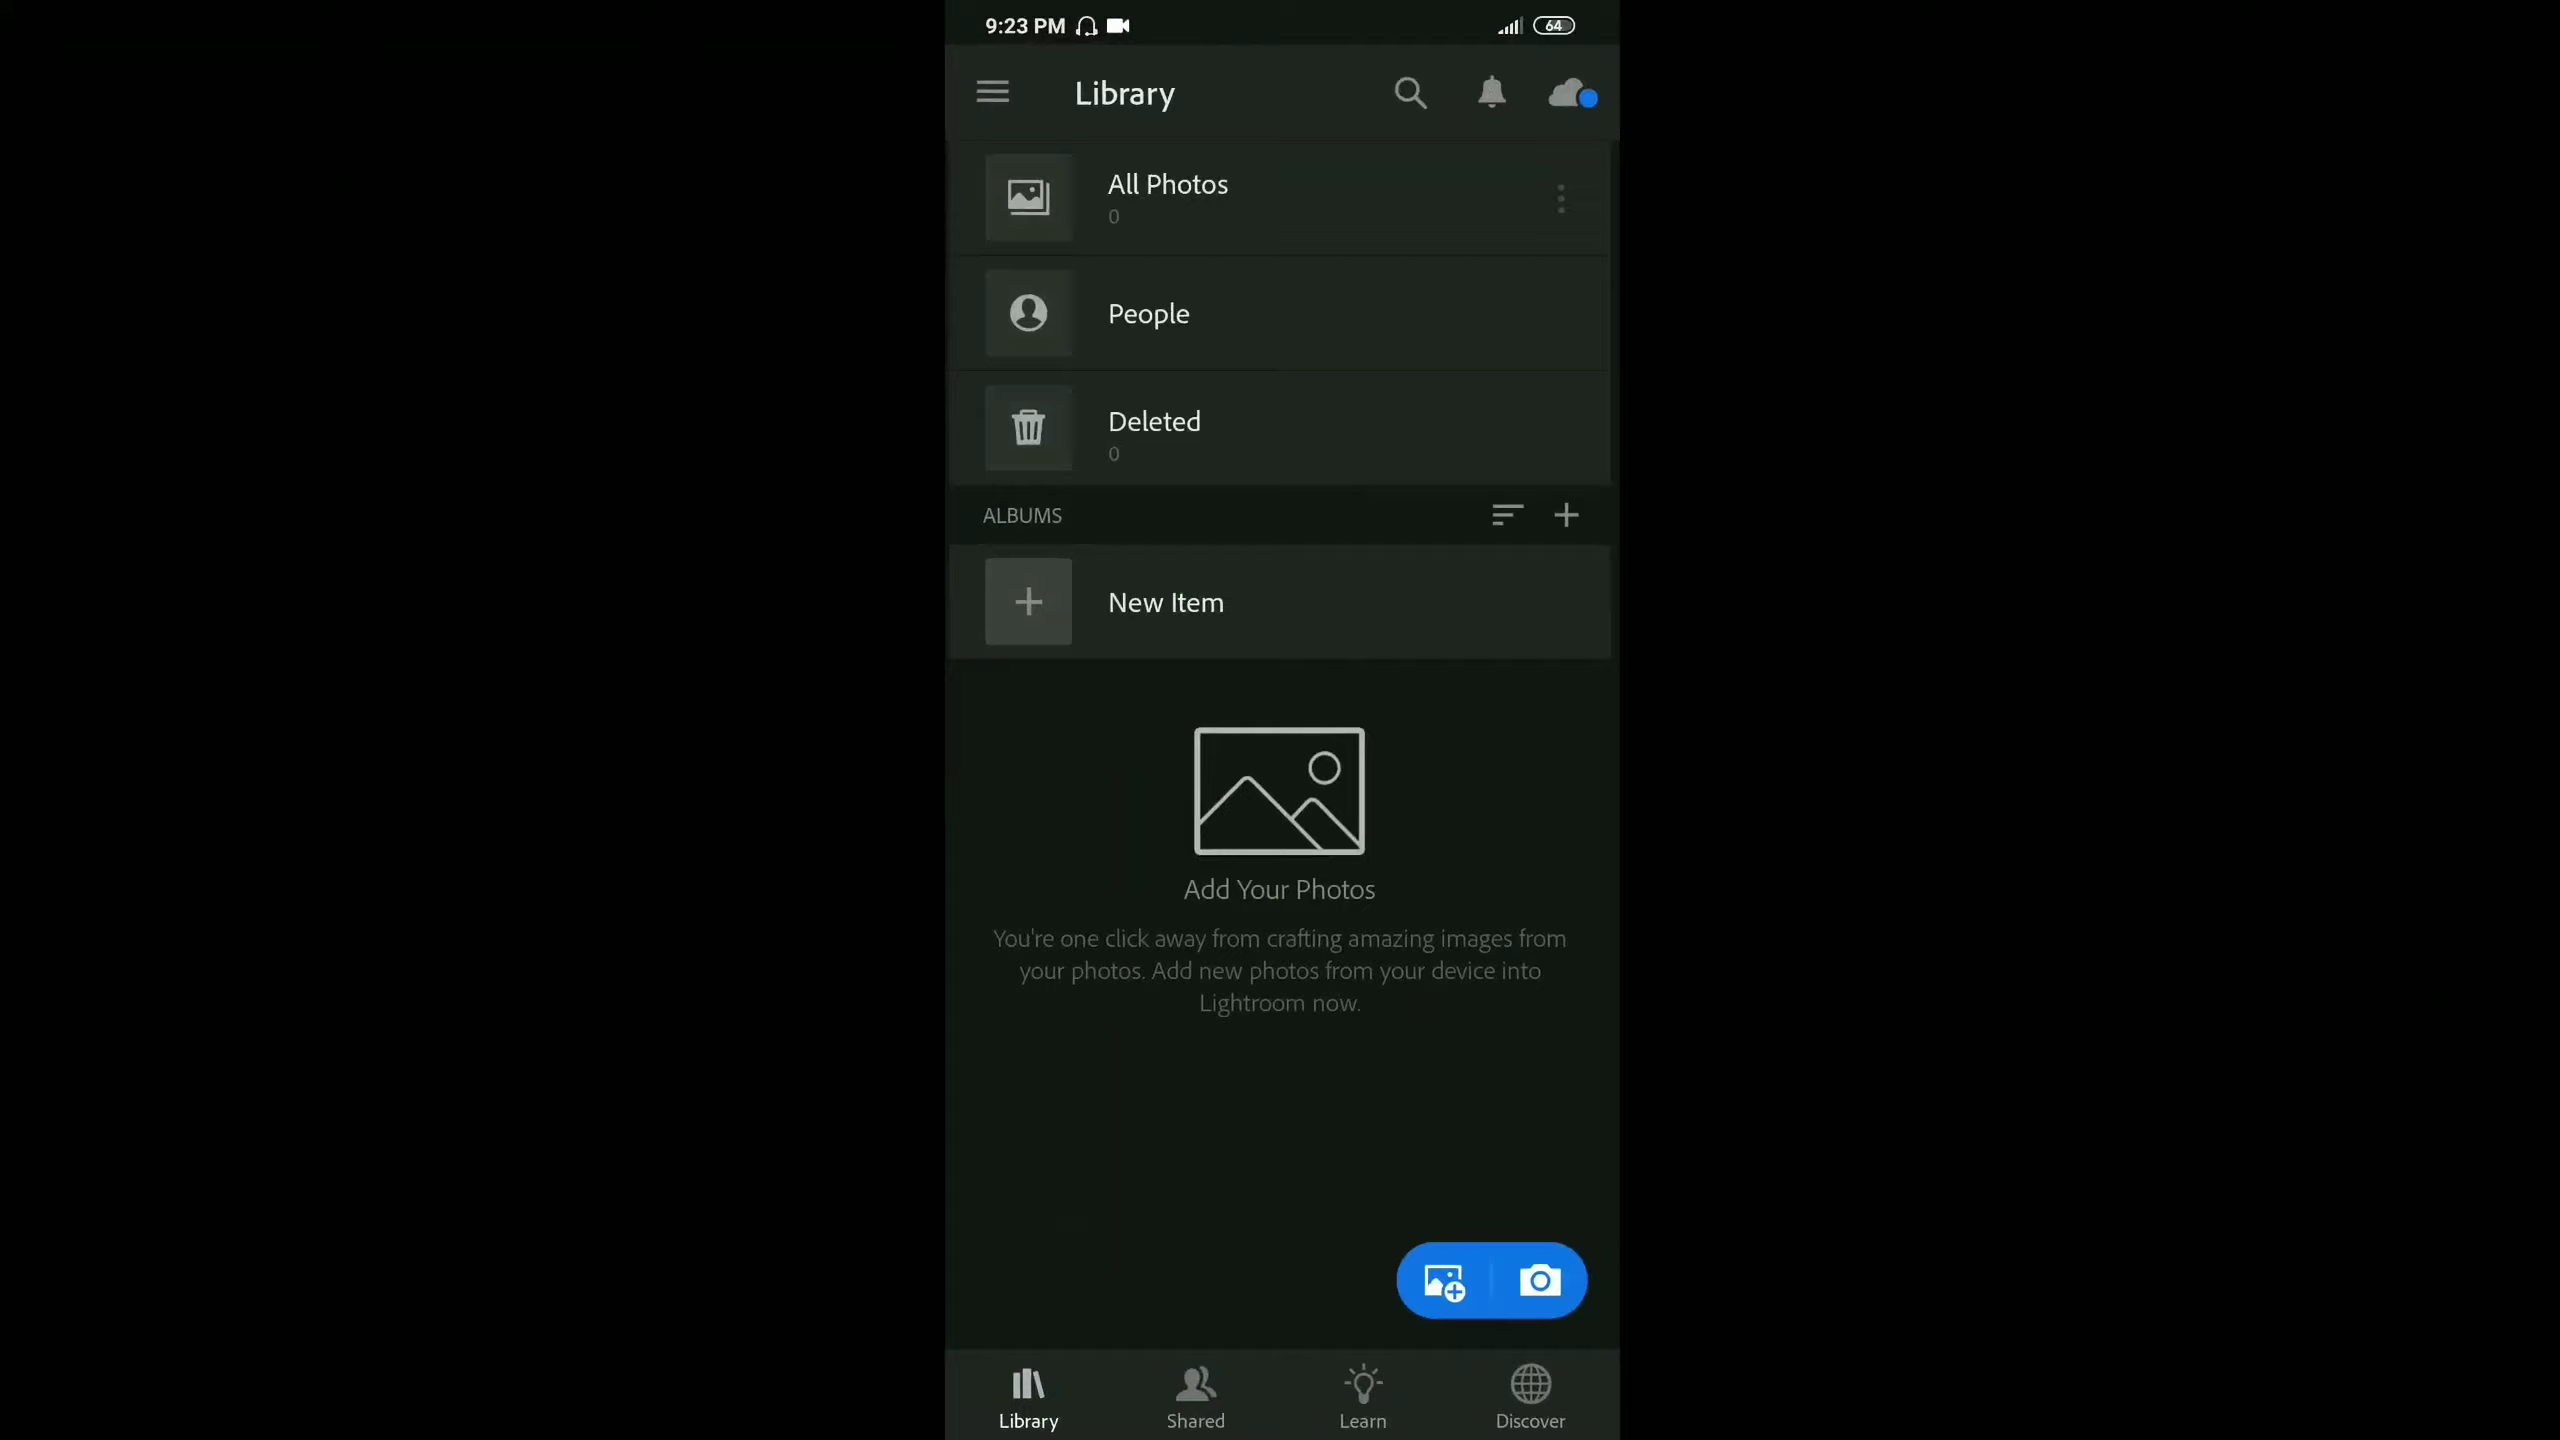 9:23 PM
64
Library
All Photos
0
People
Deleted
0
ALBUMS
New Item
Add Your Photos
You're one click away from crafting amazing images from
your photos. Add new photos from your device into
Lightroom now.
Library
Shared
Learn
Discover